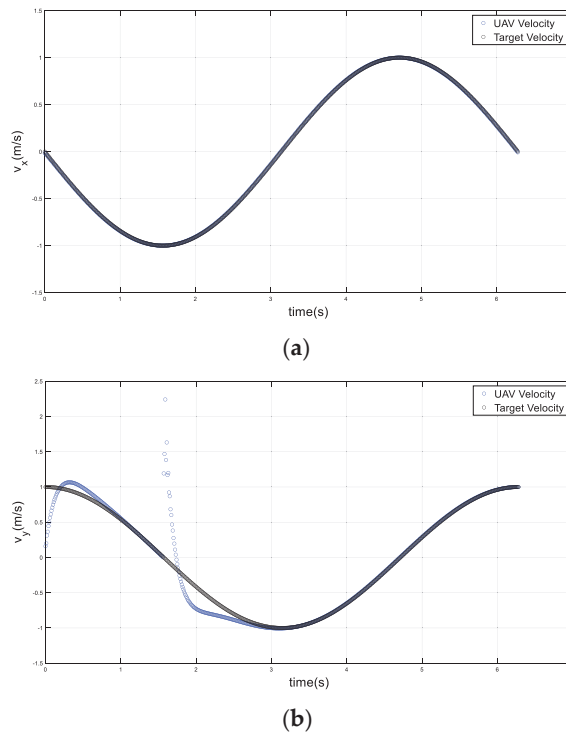 1.5
UAV Velocity
Target Velocity
1
0.5
0
-0.5
-1
-1.5
v_x(m/s)
0 1 2 3 4 5 6
time(s)
(a)
2.5
UAV Velocity
Target Velocity
2
1.5
1
0.5
0
-0.5
-1
-1.5
v_y(m/s)
0 1 2 3 4 5 6
time(s)
(b)